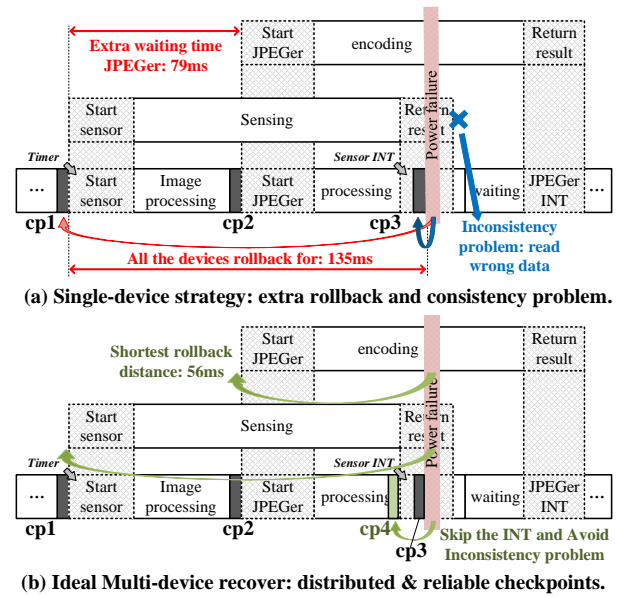 Extra waiting time
JPEGer: 79ms
Start
JPEGer
encoding
Return
result
Start
sensor
Sensing
Return
result
Power failure
Timer
Sensor INT
...
Start
sensor
Image
processing
Start
JPEGer
processing
waiting
JPEGer
INT
...
cp1
cp2
cp3
Inconsistency
problem: read
wrong data
All the devices rollback for: 135ms
(a) Single-device strategy: extra rollback and consistency problem.
Shortest rollback
distance: 56ms
Start
JPEGer
encoding
Return
result
Start
sensor
Sensing
Return
result
Power failure
Timer
Sensor INT
...
Start
sensor
Image
processing
Start
JPEGer
processing
waiting
JPEGer
INT
...
cp1
cp2
cp4
cp3
Skip the INT and Avoid
Inconsistency problem
(b) Ideal Multi-device recover: distributed & reliable checkpoints.